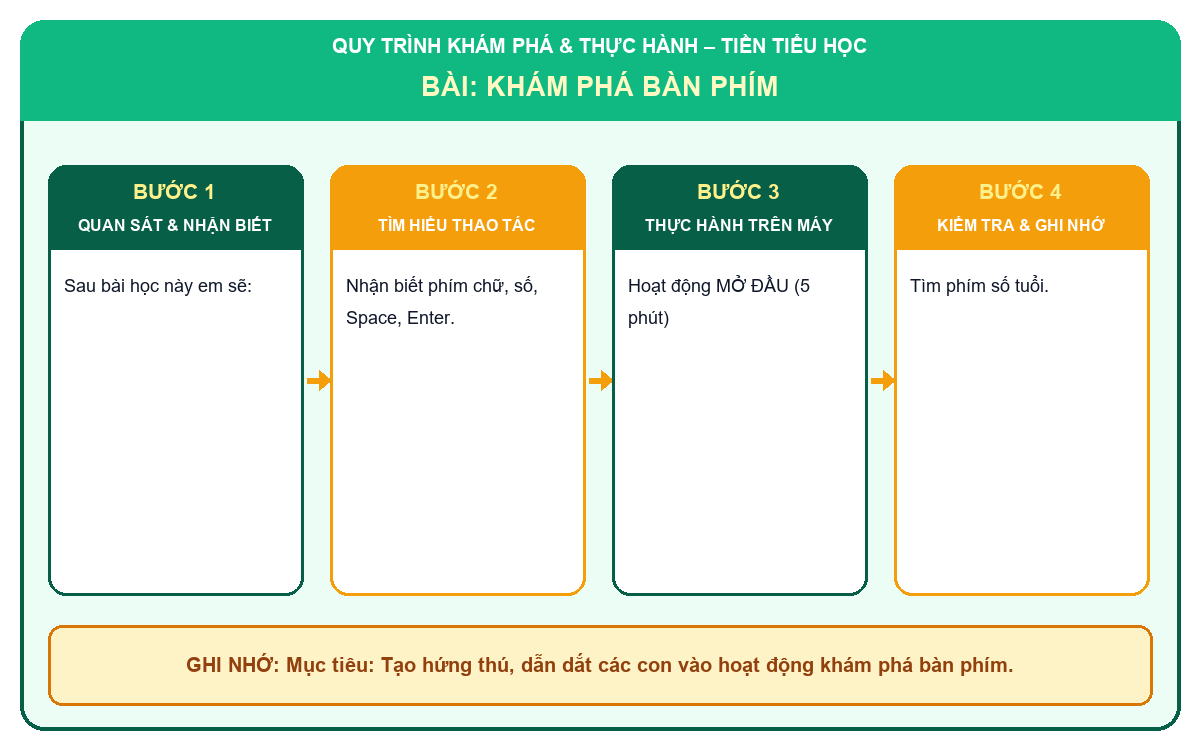 QUY TRÌNH KHÁM PHÁ & THỰC HÀNH – TIỀN TIỂU HỌC
BÀI: KHÁM PHÁ BÀN PHÍM
BƯỚC 1
QUAN SÁT & NHẬN BIẾT
Sau bài học này em sẽ:
BƯỚC 2
TÌM HIỂU THAO TÁC
Nhận biết phím chữ, số,
Space, Enter.
BƯỚC 3
THỰC HÀNH TRÊN MÁY
Hoạt động MỞ ĐẦU (5
phút)
BƯỚC 4
KIỂM TRA & GHI NHỚ
Tìm phím số tuổi.
GHI NHỚ: Mục tiêu: Tạo hứng thú, dẫn dắt các con vào hoạt động khám phá bàn phím.